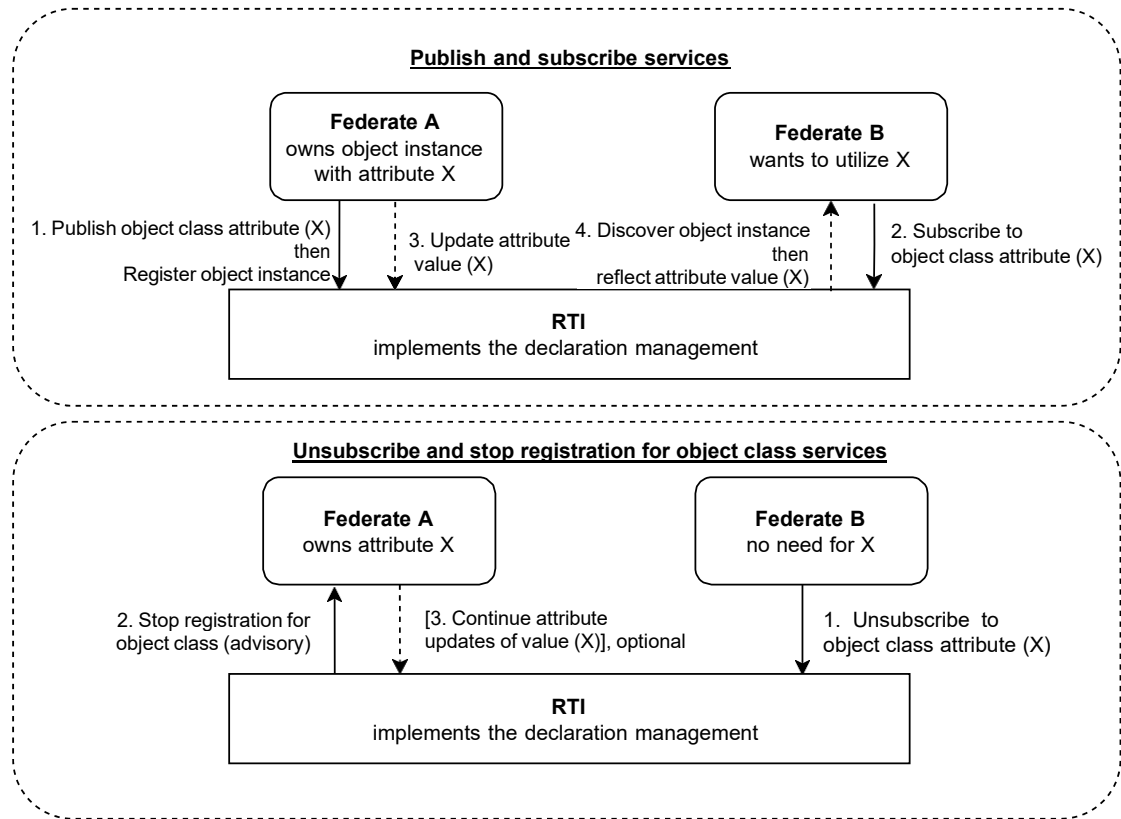 Publish and subscribe services
Federate A
owns object instance
with attribute X
Federate B
wants to utilize X
1. Publish object class attribute (X)
then
Register object instance
3. Update attribute
value (X)
4. Discover object instance
then
reflect attribute value (X)
2. Subscribe to
object class attribute (X)
RTI
implements the declaration management
Unsubscribe and stop registration for object class services
Federate A
owns attribute X
Federate B
no need for X
2. Stop registration for
object class (advisory)
[3. Continue attribute
updates of value (X)], optional
1. Unsubscribe to
object class attribute (X)
RTI
implements the declaration management